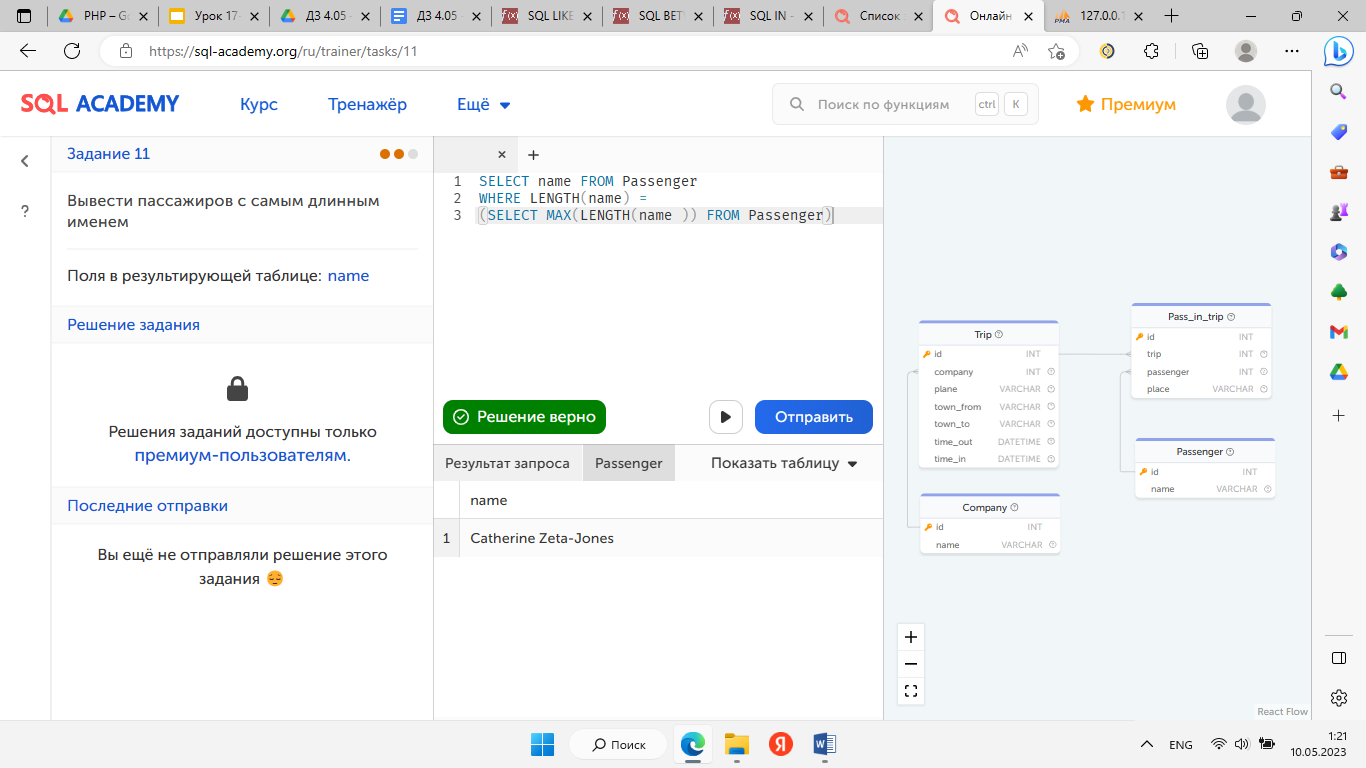 PHP – Go
Урок 17-
ДЗ 4.05 -
ДЗ 4.05 -
SQL LIKE
SQL BET
SQL IN -
Список
Онлайн
127.0.0.1
https://sql-academy.org/ru/trainer/tasks/11
SQL ACADEMY
Курс
Тренажёр
Ещё
Поиск по функциям
ctrl
K
Премиум
Задание 11
Вывести пассажиров с самым длинным
именем
Поля в результирующей таблице: name
Решение задания
Решения заданий доступны только
премиум-пользователям.
Последние отправки
Вы ещё не отправляли решение этого
задания 😔
1 SELECT name FROM Passenger
2 WHERE LENGTH(name) =
3 (SELECT MAX(LENGTH(name )) FROM Passenger)
Решение верно
Отправить
Результат запроса
Passenger
Показать таблицу
name
1 Catherine Zeta-Jones
Trip
id INT
company INT
plane VARCHAR
town_from VARCHAR
town_to VARCHAR
time_out DATETIME
time_in DATETIME
Company
id INT
name VARCHAR
Pass_in_trip
id INT
trip INT
passenger INT
place VARCHAR
Passenger
id INT
name VARCHAR
React Flow
Поиск
Я
ENG
1:21
10.05.2023